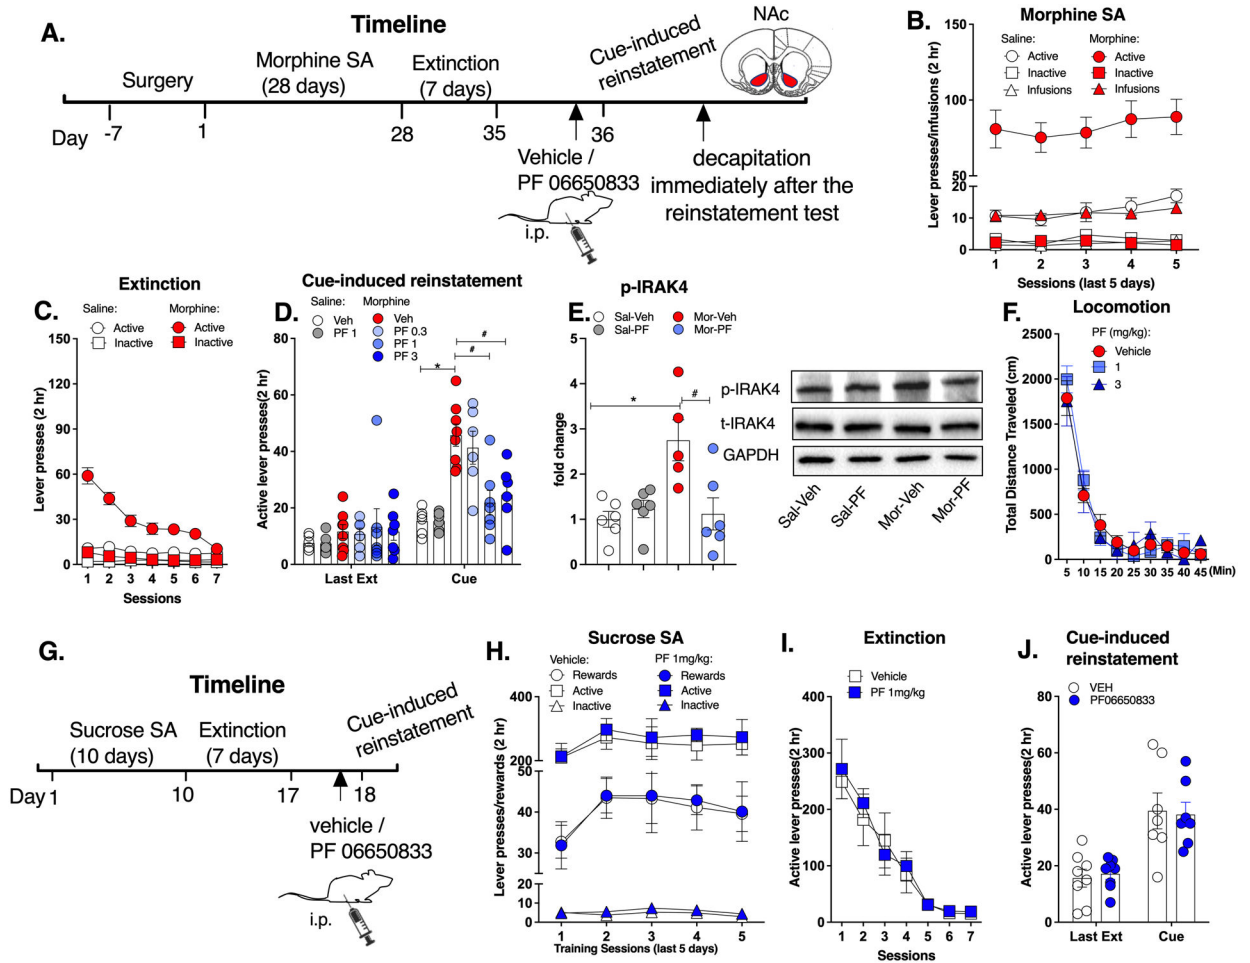 A.
Timeline
NAc
Surgery
Morphine SA
(28 days)
Extinction
(7 days)
Cue-induced
reinstatement
Day
-7
1
28
35
36
Vehicle /
PF 06650833
i.p.
decapitation
immediately after the
reinstatement test
B.
Morphine SA
Saline:
Active
Inactive
Infusions
Morphine:
Active
Inactive
Infusions
Lever presses/infusions (2 hr)
150
100
50
20
10
0
1 2 3 4 5
Sessions (last 5 days)
C.
Extinction
Saline:
Active
Inactive
Morphine:
Active
Inactive
Lever presses (2 hr)
150
120
90
60
30
0
1 2 3 4 5 6 7
Sessions
D.
Cue-induced reinstatement
Saline:
Veh
PF 1
Morphine
Veh
PF 0.3
PF 1
PF 3
Active lever presses(2 hr)
80
60
40
20
0
*
#
#
Last Ext
Cue
E.
p-IRAK4
Sal-Veh
Sal-PF
Mor-Veh
Mor-PF
fold change
5
4
3
2
1
0
*
#
p-IRAK4
t-IRAK4
GAPDH
Sal-Veh
Sal-PF
Mor-Veh
Mor-PF
F.
Locomotion
PF (mg/kg):
Vehicle
1
3
Total Distance Traveled (cm)
2500
2000
1500
1000
500
0
5 10 15 20 25 30 35 40 45 (Min)
G.
Timeline
Sucrose SA
(10 days)
Extinction
(7 days)
Cue-induced
reinstatement
Day 1
10
17
18
vehicle /
PF 06650833
i.p.
H.
Sucrose SA
Vehicle:
Rewards
Active
Inactive
PF 1mg/kg:
Rewards
Active
Inactive
Lever presses/rewards (2 hr)
400
200
50
40
30
20
10
0
1 2 3 4 5
Training Sessions (last 5 days)
I.
Extinction
Vehicle
PF 1mg/kg
Active lever presses(2 hr)
400
300
200
100
0
1 2 3 4 5 6 7
Sessions
J.
Cue-induced
reinstatement
VEH
PF06650833
Active lever presses(2 hr)
80
60
40
20
0
Last Ext
Cue